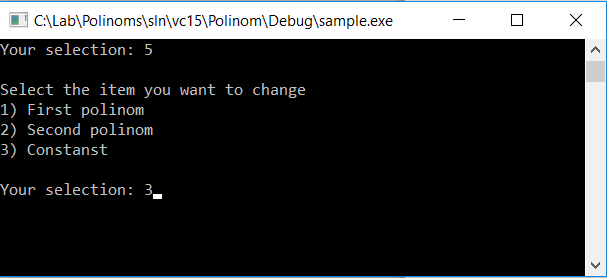 C:\Lab\Polinoms\sln\vc15\Polinom\Debug\sample.exe
Your selection: 5
Select the item you want to change
1) First polinom
2) Second polinom
3) Constanst
Your selection: 3